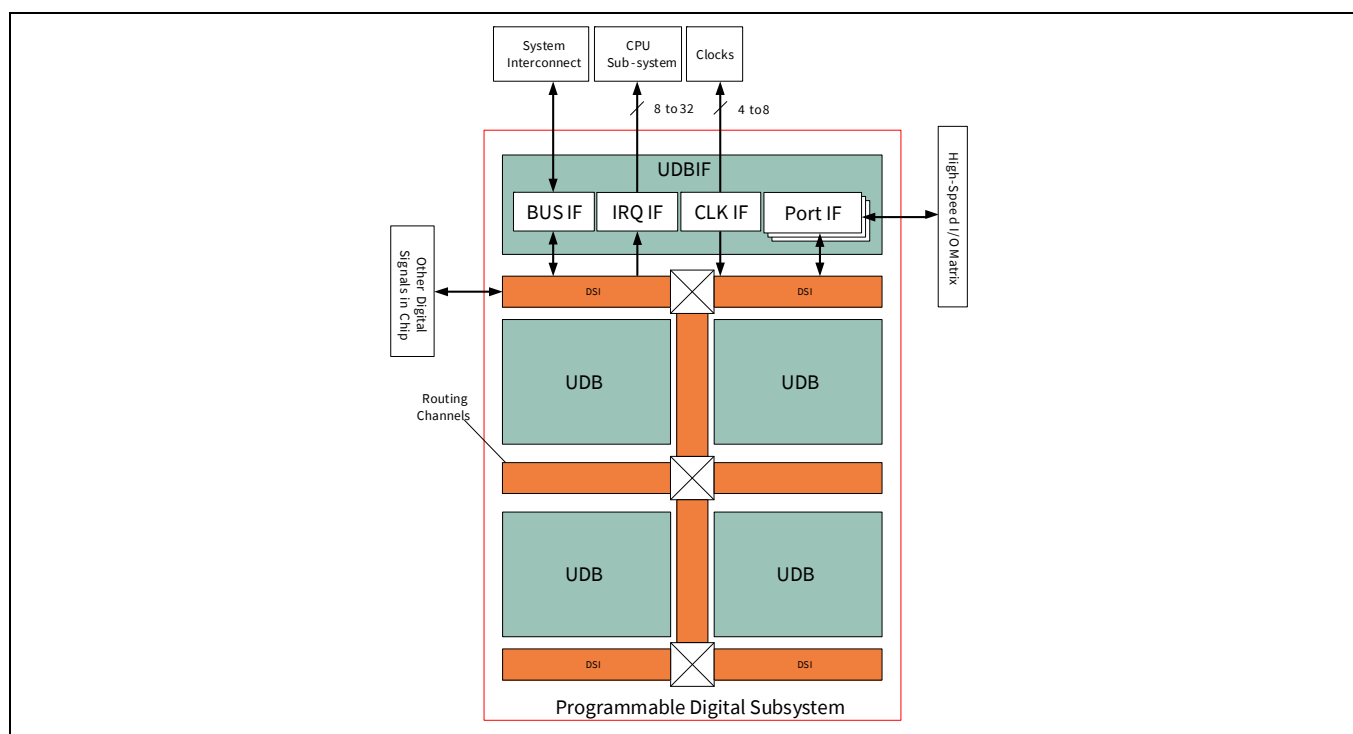 System
Interconnect
CPU
Sub-system
Clocks
8 to 32
4 to 8
UDBIF
BUS IF
IRQ IF
CLK IF
Port IF
High-Speed I/O Matrix
Other Digital
Signals in Chip
DSI
DSI
UDB
UDB
Routing
Channels
UDB
UDB
DSI
DSI
Programmable Digital Subsystem